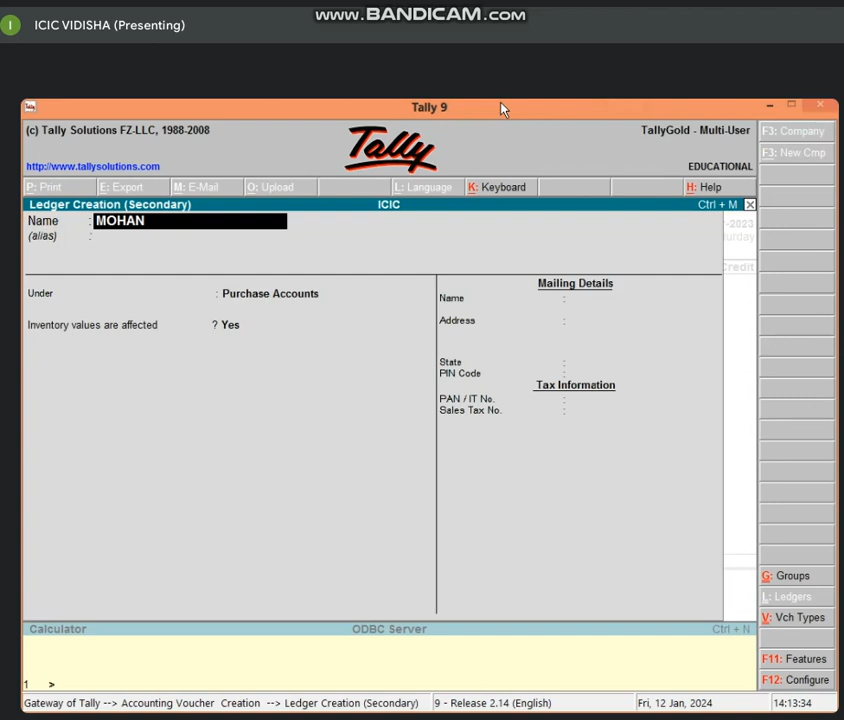 I ICIC VIDISHA (Presenting)
WWW.BANDICAM.COM
Tally Tally 9
(c) Tally Solutions FZ-LLC, 1988-2008 Tally TallyGold - Multi-User
http://www.tallysolutions.com EDUCATIONAL
F3: Company
F3: New Cmp
P: Print E: Export M: E-Mail O: Upload L: Language K: Keyboard H: Help
Ledger Creation (Secondary) ICIC Ctrl + M
Name : MOHAN
-2023
(alias) :
urday
Credit
Under : Purchase Accounts
Inventory values are affected ? Yes
Mailing Details
Name :
Address :
State :
PIN Code :
Tax Information
PAN / IT No. :
Sales Tax No. :
G: Groups
L: Ledgers
V: Vch Types
F11: Features
F12: Configure
Calculator ODBC Server Ctrl + N
1 >
Gateway of Tally --> Accounting Voucher Creation --> Ledger Creation (Secondary) 9 - Release 2.14 (English) Fri, 12 Jan, 2024 14:13:34